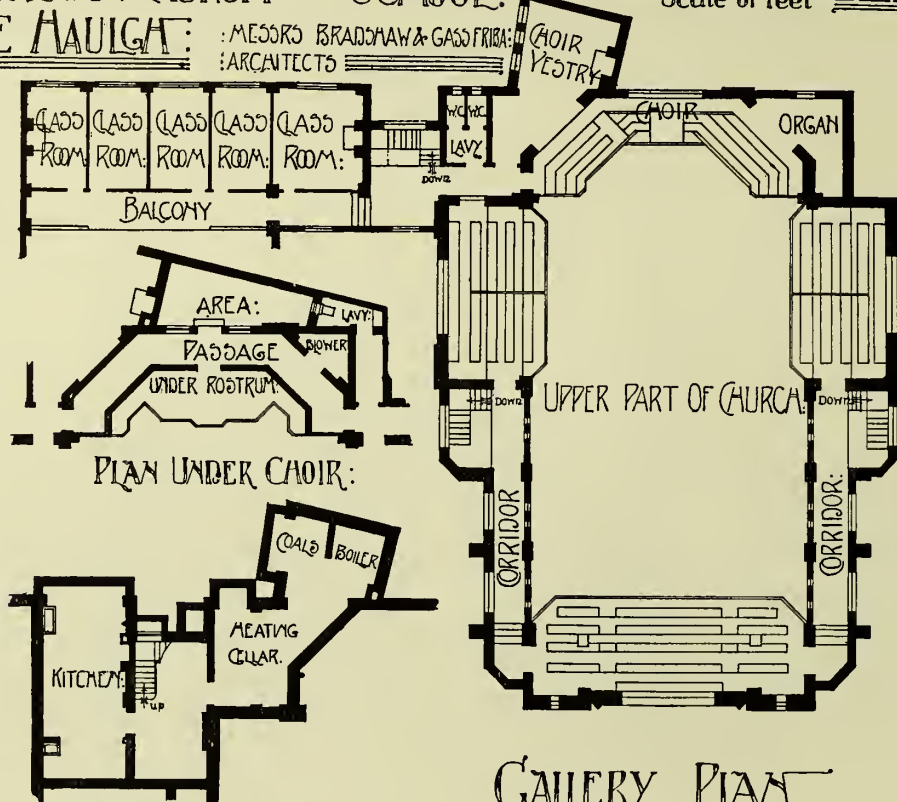 SCHOOL:
Scale of feet
HAULGH:
: MESSRS BRADSHAW & GASS F.R.I.B.A:
: ARCHITECTS
CHOIR
VESTRY
CLASS
ROOM:
CLASS
ROOM:
CLASS
ROOM:
CLASS
ROOM:
CLASS
ROOM:
W.C.
W.C.
LAVY
DOWN
BALCONY
CHOIR
ORGAN
AREA:
LAVY:
PASSAGE
BLOWER
UNDER ROSTRUM:
PLAN UNDER CHOIR:
DOWN
UPPER PART OF CHURCH:
DOWN
CORRIDOR
CORRIDOR:
COALS
BOILER
HEATING
CELLAR.
KITCHEN:
UP
GALLERY PLAN